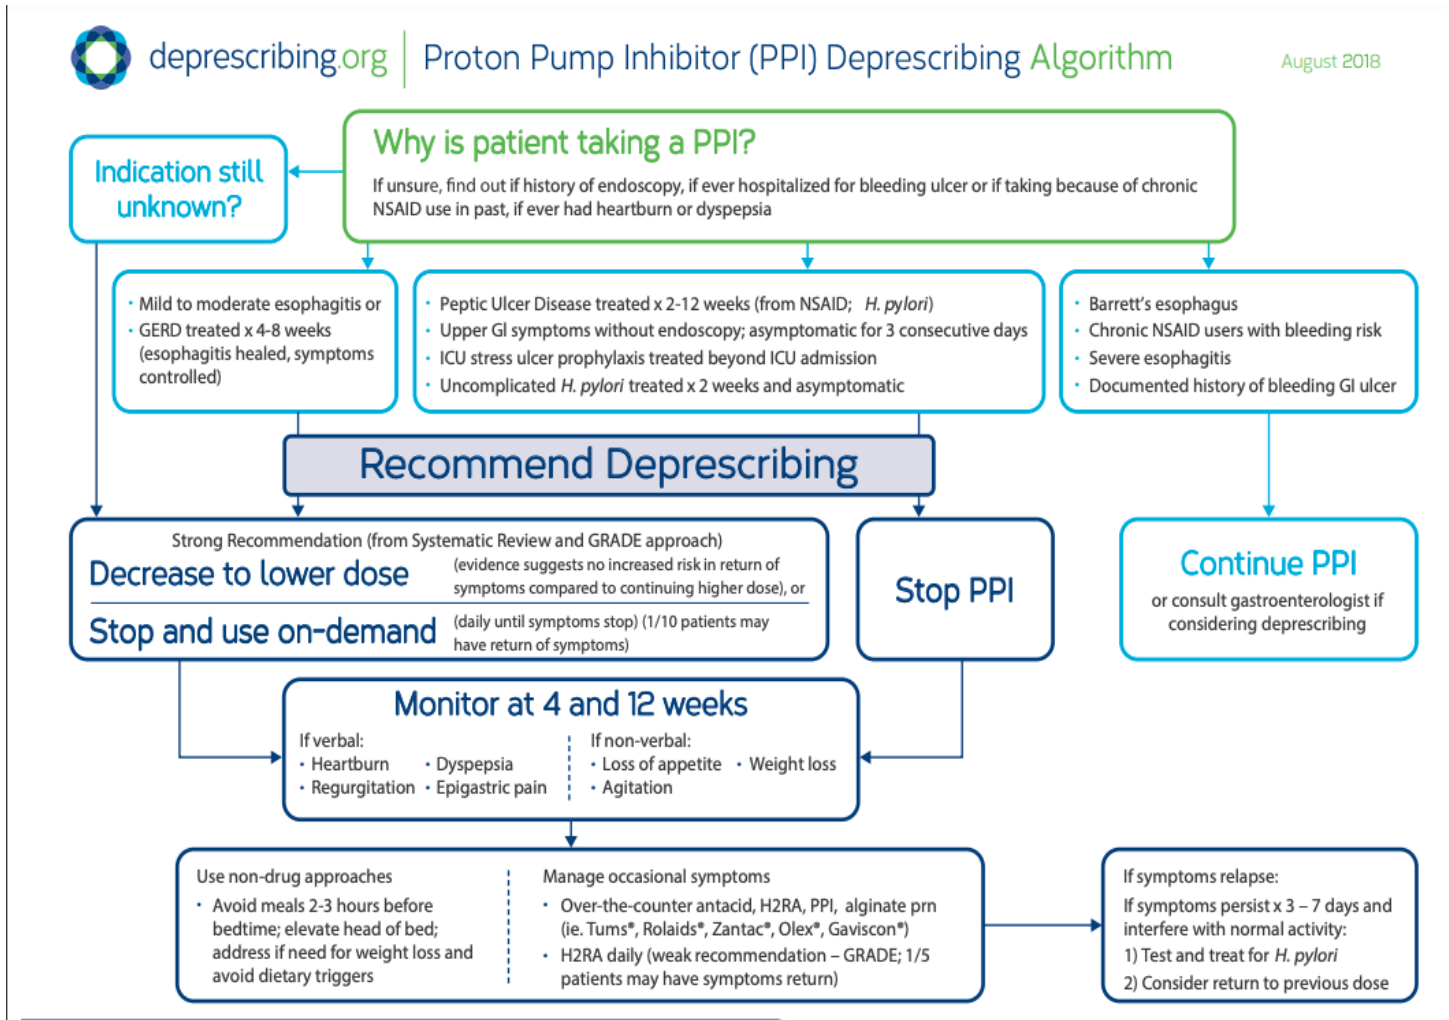 deprescribing.org | Proton Pump Inhibitor (PPI) Deprescribing Algorithm
August 2018
Why is patient taking a PPI?
If unsure, find out if history of endoscopy, if ever hospitalized for bleeding ulcer or if taking because of chronic
NSAID use in past, if ever had heartburn or dyspepsia
Indication still
unknown?
• Mild to moderate esophagitis or
• GERD treated x 4-8 weeks
(esophagitis healed, symptoms
controlled)
• Peptic Ulcer Disease treated x 2-12 weeks (from NSAID; H. pylori)
• Upper GI symptoms without endoscopy; asymptomatic for 3 consecutive days
• ICU stress ulcer prophylaxis treated beyond ICU admission
• Uncomplicated H. pylori treated x 2 weeks and asymptomatic
• Barrett's esophagus
• Chronic NSAID users with bleeding risk
• Severe esophagitis
• Documented history of bleeding GI ulcer
Recommend Deprescribing
Strong Recommendation (from Systematic Review and GRADE approach)
Decrease to lower dose
(evidence suggests no increased risk in return of
symptoms compared to continuing higher dose), or
Stop and use on-demand
(daily until symptoms stop) (1/10 patients may
have return of symptoms)
Stop PPI
Continue PPI
or consult gastroenterologist if
considering deprescribing
Monitor at 4 and 12 weeks
If verbal:
• Heartburn • Dyspepsia
• Regurgitation • Epigastric pain
If non-verbal:
• Loss of appetite • Weight loss
• Agitation
Use non-drug approaches
• Avoid meals 2-3 hours before
bedtime; elevate head of bed;
address if need for weight loss and
avoid dietary triggers
Manage occasional symptoms
• Over-the-counter antacid, H2RA, PPI, alginate prn
(ie. Tums®, Rolaids®, Zantac®, Olex®, Gaviscon®)
• H2RA daily (weak recommendation – GRADE; 1/5
patients may have symptoms return)
If symptoms relapse:
If symptoms persist x 3 – 7 days and
interfere with normal activity:
1) Test and treat for H. pylori
2) Consider return to previous dose